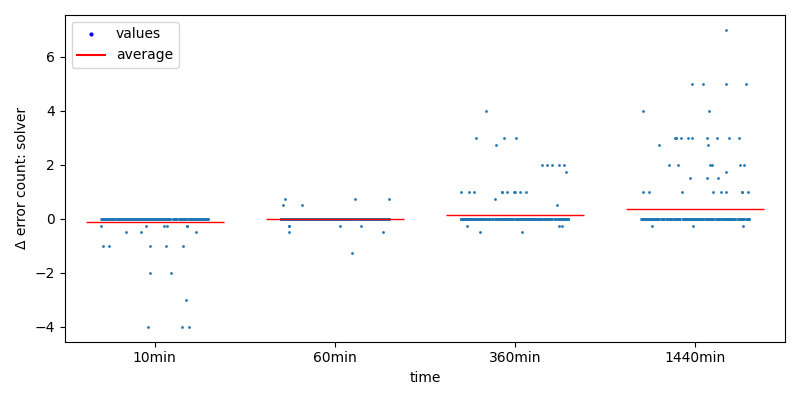 values
average
Δ error count: solver
6
4
2
0
−2
−4
10min
60min
360min
1440min
time